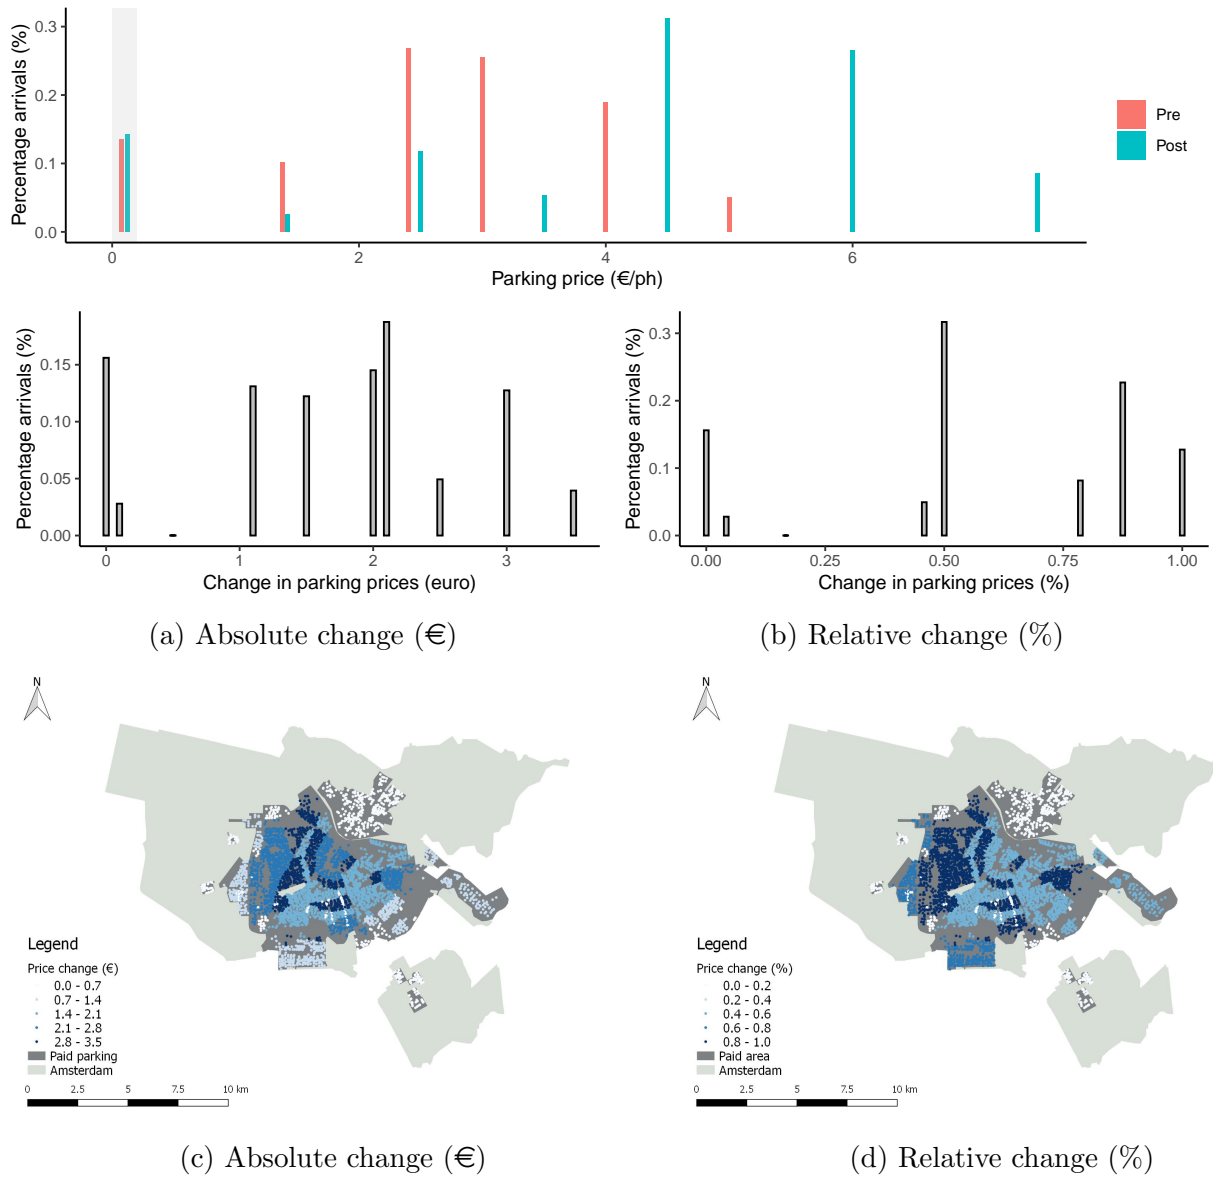 Percentage arrivals (%)
0.3
0.2
0.1
0.0
0 2 4 6
Parking price (€/ph)
Pre
Post
Percentage arrivals (%)
0.15
0.10
0.05
0.00
0 1 2 3
Change in parking prices (euro)
Percentage arrivals (%)
0.3
0.2
0.1
0.0
0.00 0.25 0.50 0.75 1.00
Change in parking prices (%)
(a) Absolute change (€)
(b) Relative change (%)
N
Legend
Price change (€)
0.0 - 0.7
0.7 - 1.4
1.4 - 2.1
2.1 - 2.8
2.8 - 3.5
Paid parking
Amsterdam
0 2.5 5 7.5 10 km
N
Legend
Price change (%)
0.0 - 0.2
0.2 - 0.4
0.4 - 0.6
0.6 - 0.8
0.8 - 1.0
Paid area
Amsterdam
0 2.5 5 7.5 10 km
(c) Absolute change (€)
(d) Relative change (%)